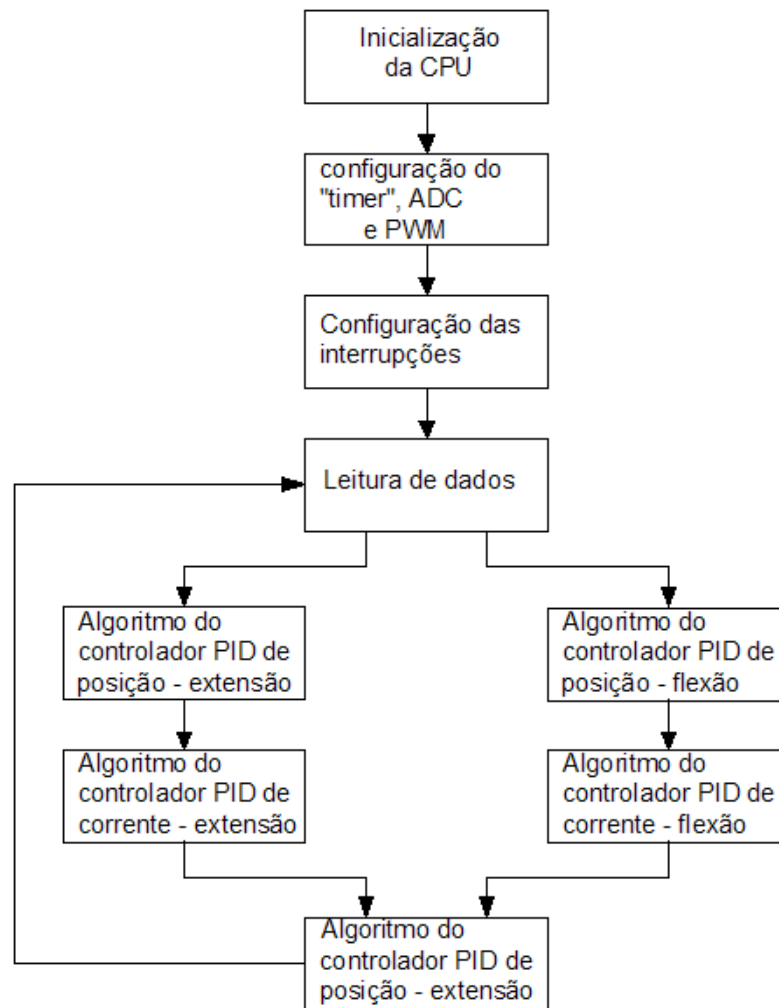 Inicialização
da CPU
configuração do
"timer", ADC
e PWM
Configuração das
interrupções
Leitura de dados
Algoritmo do
controlador PID de
posição - extensão
Algoritmo do
controlador PID de
posição - flexão
Algoritmo do
controlador PID de
corrente - extensão
Algoritmo do
controlador PID de
corrente - flexão
Algoritmo do
controlador PID de
posição - extensão